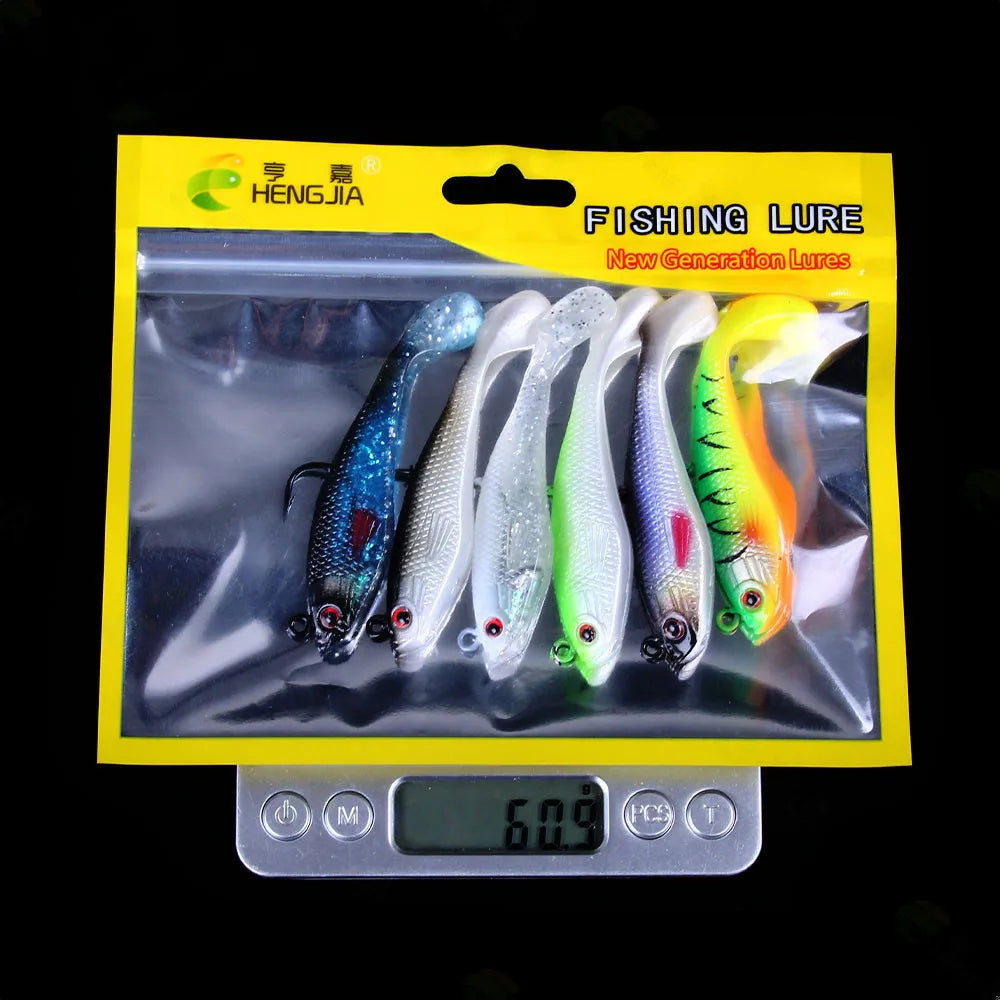 亨嘉®
HENGJIA
FISHING LURE
New Generation Lures
M
60.9
g
PCS
T